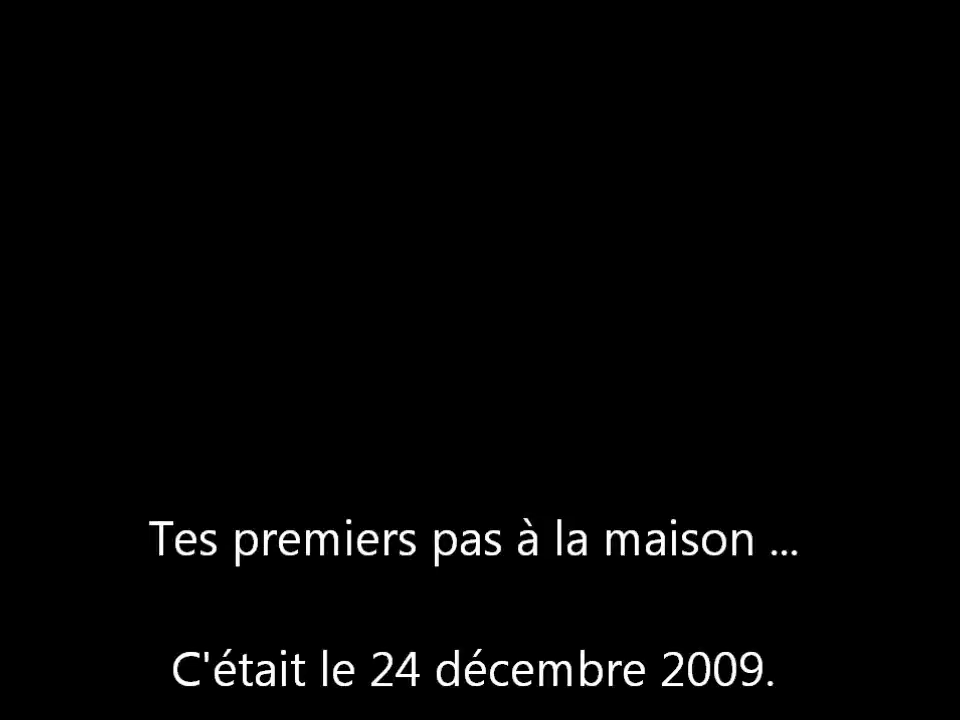 Tes premiers pas à la maison ...
C'était le 24 décembre 2009.